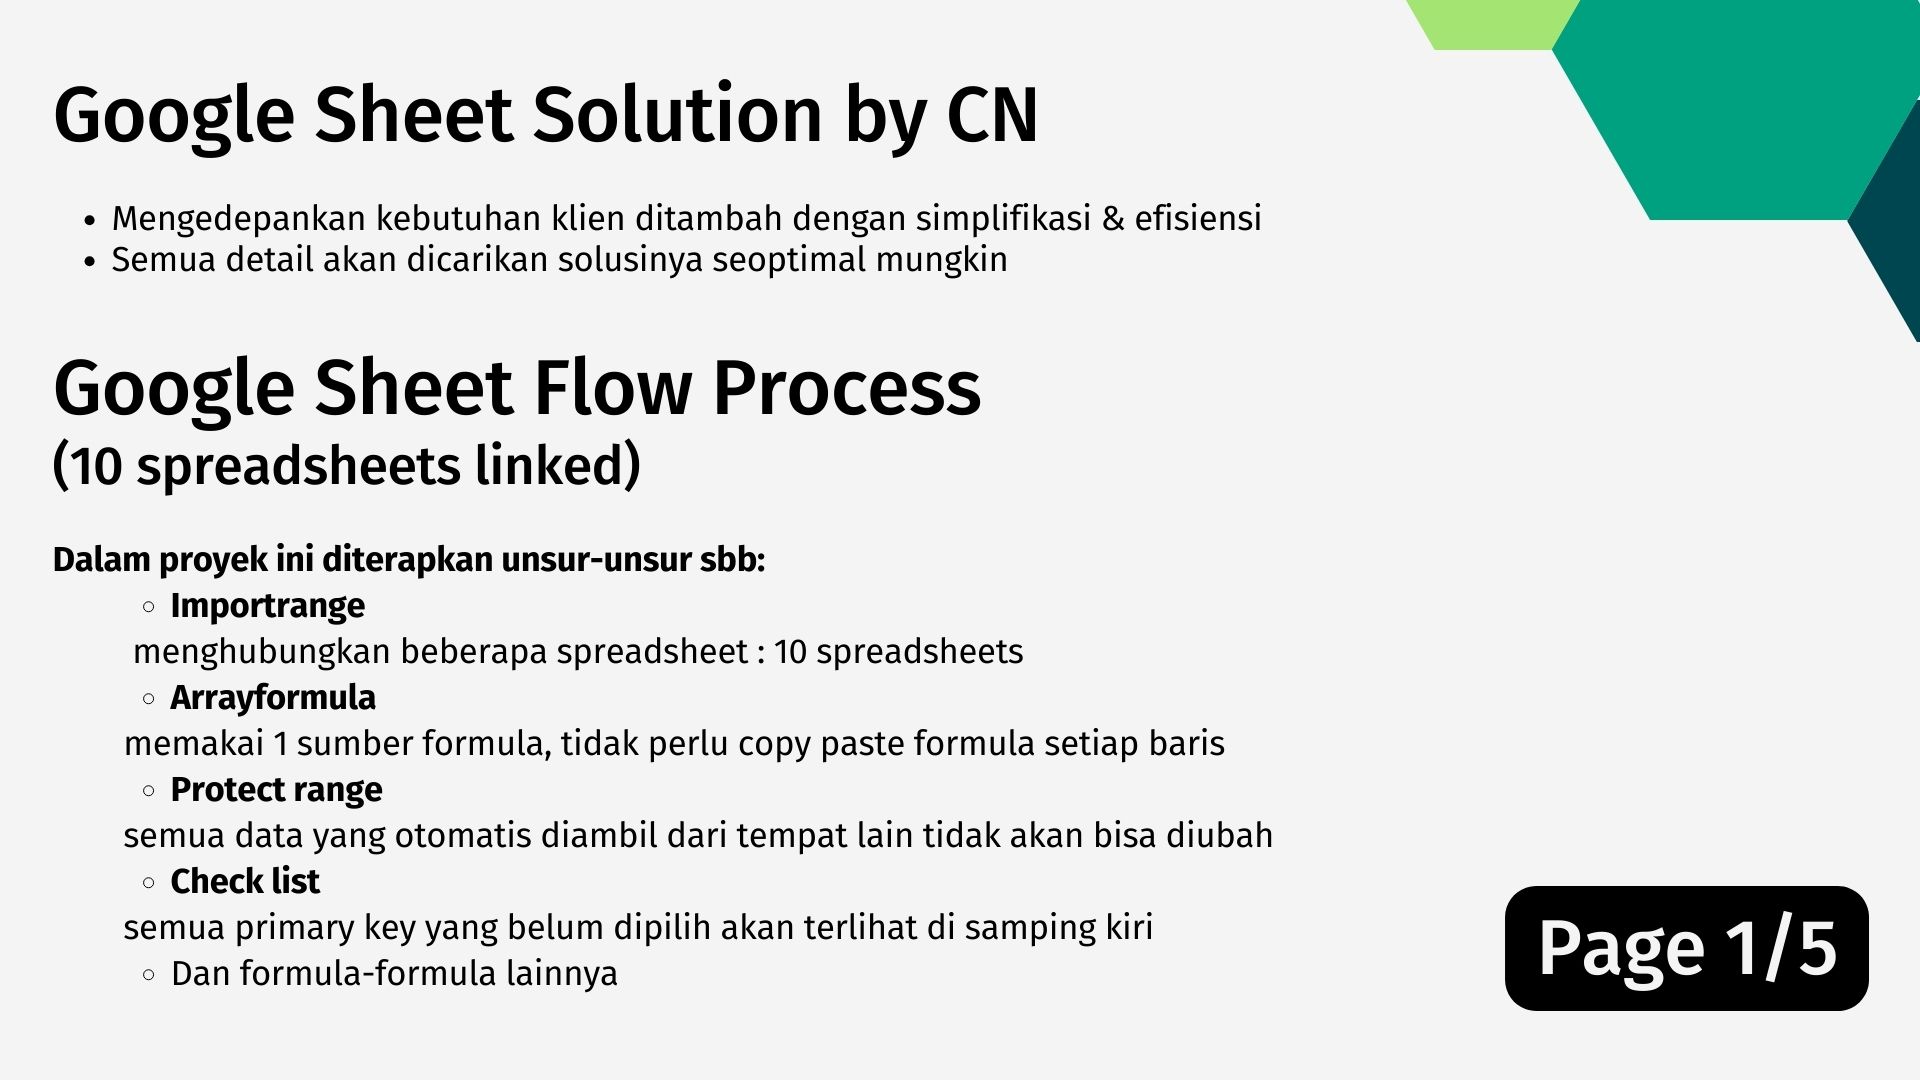 Google Sheet Solution by CN
• Mengedepankan kebutuhan klien ditambah dengan simplifikasi & efisiensi
• Semua detail akan dicarikan solusinya seoptimal mungkin
Google Sheet Flow Process
(10 spreadsheets linked)
Dalam proyek ini diterapkan unsur-unsur sbb:
○ Importrange
menghubungkan beberapa spreadsheet : 10 spreadsheets
○ Arrayformula
memakai 1 sumber formula, tidak perlu copy paste formula setiap baris
○ Protect range
semua data yang otomatis diambil dari tempat lain tidak akan bisa diubah
○ Check list
semua primary key yang belum dipilih akan terlihat di samping kiri
○ Dan formula-formula lainnya
Page 1/5